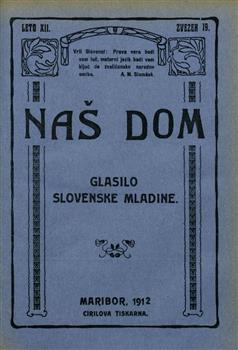 LETO XII.
ZVEZEK 19.
Vrli Slovenci: Prava vera bodi
vam luč, materni jezik bodi vam
ključ do zveličanske narodne
omike. A. M. Slomšek.
NAŠ DOM
GLASILO
SLOVENSKE MLADINE.
MARIBOR, 1912
CIRILOVA TISKARNA.